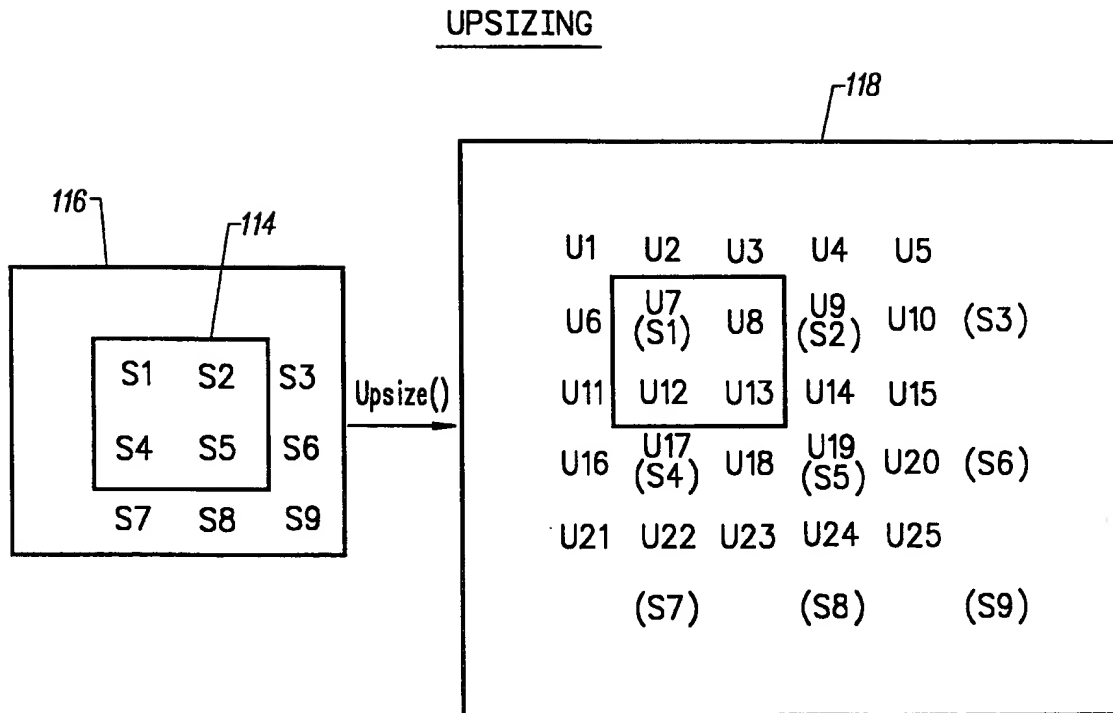 UPSIZING
118
116
114
U1 U2 U3 U4 U5
U6 U7 U8 U9 U10 (S3)
(S1) (S2)
S1 S2 S3
Upsize()
U11 U12 U13 U14 U15
S4 S5 S6
U16 U17 U18 U19 U20 (S6)
(S4) (S5)
S7 S8 S9
U21 U22 U23 U24 U25
(S7) (S8) (S9)